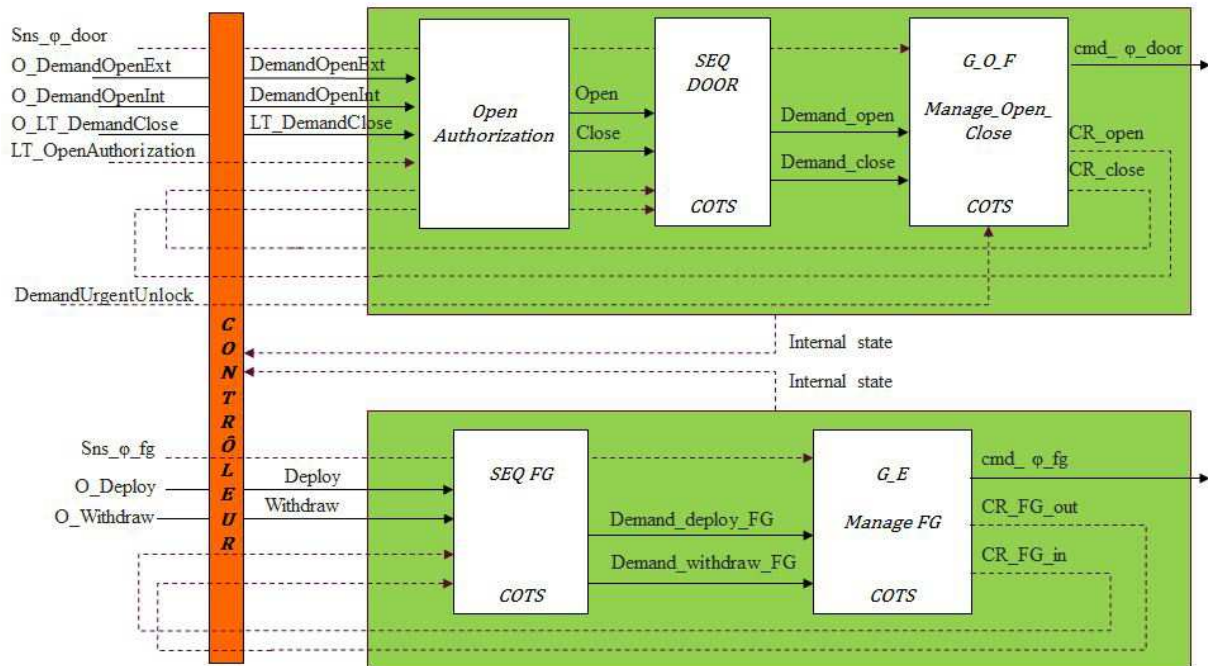 Sns_φ_door
O_DemandOpenExt
O_DemandOpenInt
O_LT_DemandClose
LT_OpenAuthorization
DemandOpenExt
DemandOpenInt
LT_DemandClose
Open
Authorization
Open
Close
SEQ
DOOR
COTS
Demand_open
Demand_close
G_O_F
Manage_Open_
Close
COTS
cmd_ φ_door
CR_open
CR_close
DemandUrgentUnlock
CONTRÔLEUR
Internal state
Internal state
Sns_φ_fg
O_Deploy
O_Withdraw
Deploy
Withdraw
SEQ FG
COTS
Demand_deploy_FG
Demand_withdraw_FG
G_E
Manage FG
COTS
cmd_ φ_fg
CR_FG_out
CR_FG_in